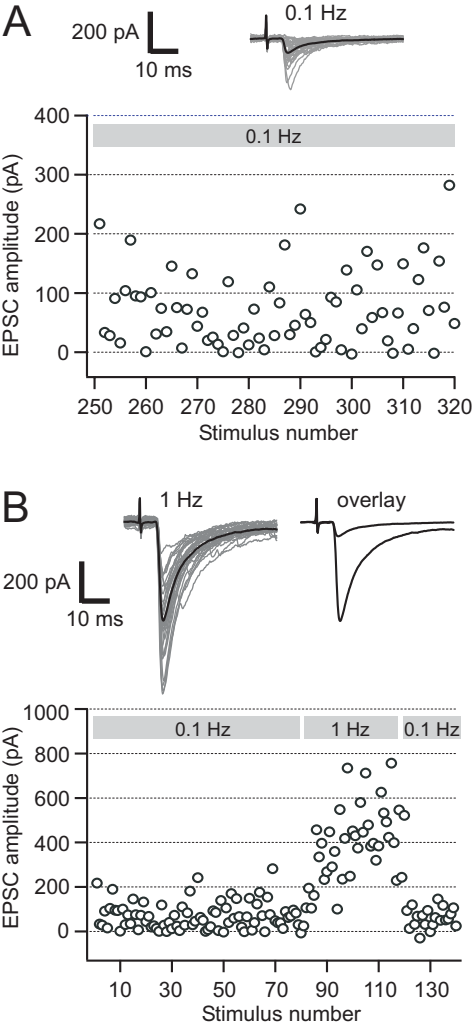 A
0.1 Hz
200 pA
10 ms
400
0.1 Hz
300
200
100
0
EPSC amplitude (pA)
250 260 270 280 290 300 310 320
Stimulus number
B
1 Hz
overlay
200 pA
10 ms
1000
0.1 Hz 1 Hz 0.1 Hz
800
600
400
200
0
EPSC amplitude (pA)
10 30 50 70 90 110 130
Stimulus number